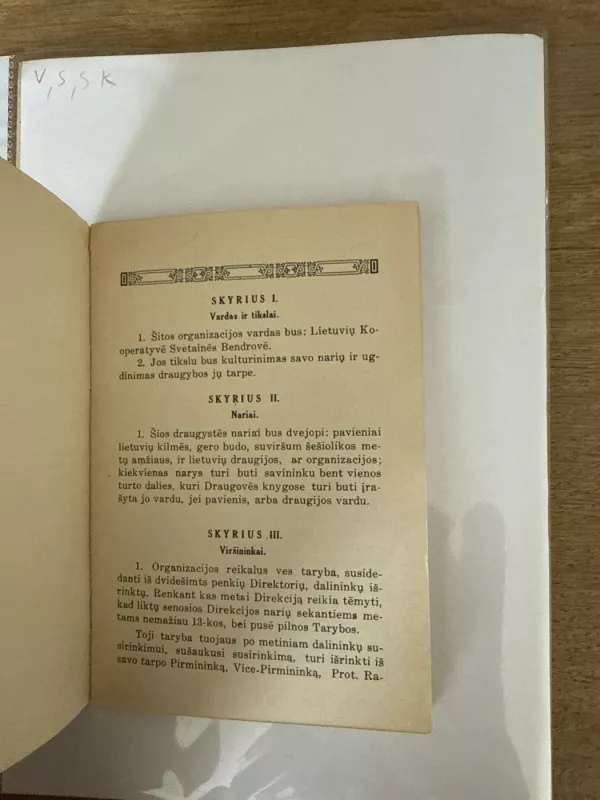 V, S, S K
SKYRIUS I.
Vardas ir tikslai.
1. Šitos organizacijos vardas bus: Lietuvių Ko-
operatyvė Svetainės Bendrovė.
2. Jos tikslu bus kulturinimas savo narių ir ug-
dinimas draugybos jų tarpe.
SKYRIUS II.
Nariai.
1. Šios draugystės nariai bus dvejopi: pavieniai
lietuvių kilmės, gero budo, suviršum šešiolikos me-
tų amžiaus, ir lietuvių draugijos, ar organizacijos;
kiekvienas narys turi buti savininku bent vienos
turto dalies, kuri Draugovės knygose turi buti įra-
šyta jo vardu, jei pavienis, arba draugijos vardu.
SKYRIUS III.
Viršininkai.
1. Organizacijos reikalus ves taryba, suside-
danti iš dvidešimts penkių Direktorių, dalininkų iš-
rinktų. Renkant kas metsi Direkciją reikia tėmyti,
kad liktų senosios Direkcijos narių sekantiems me-
tams nemažiau 13-kos, bei pusė pilnos Tarybos.
Toji taryba tuojaus po metiniam dalininkų su-
sirinkimui, sušaukusi susirinkimą, turi išrinkti iš
savo tarpo Pirmininką, Vice-Pirmininką, Prot. Ra-